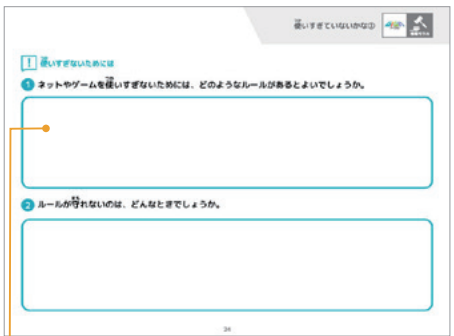 使いすぎていないかな①
! 使いすぎないためには
1 ネットやゲームを使いすぎないためには、どのようなルールがあるとよいでしょうか。
2 ルールが守れないのは、どんなときでしょうか。